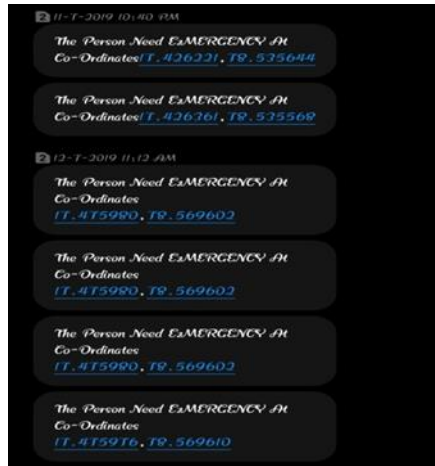 2 11-7-2019 10:40 PM
The Person Need EMERGENCY At
Co-Ordinates17.426221,78.535644
The Person Need EMERGENCY At
Co-Ordinates17.426361,78.535568
2 12-7-2019 11:12 AM
The Person Need EMERGENCY At
Co-Ordinates
17.475980,78.569602
The Person Need EMERGENCY At
Co-Ordinates
17.475980,78.569602
The Person Need EMERGENCY At
Co-Ordinates
17.475980,78.569602
The Person Need EMERGENCY At
Co-Ordinates
17.475976,78.569610